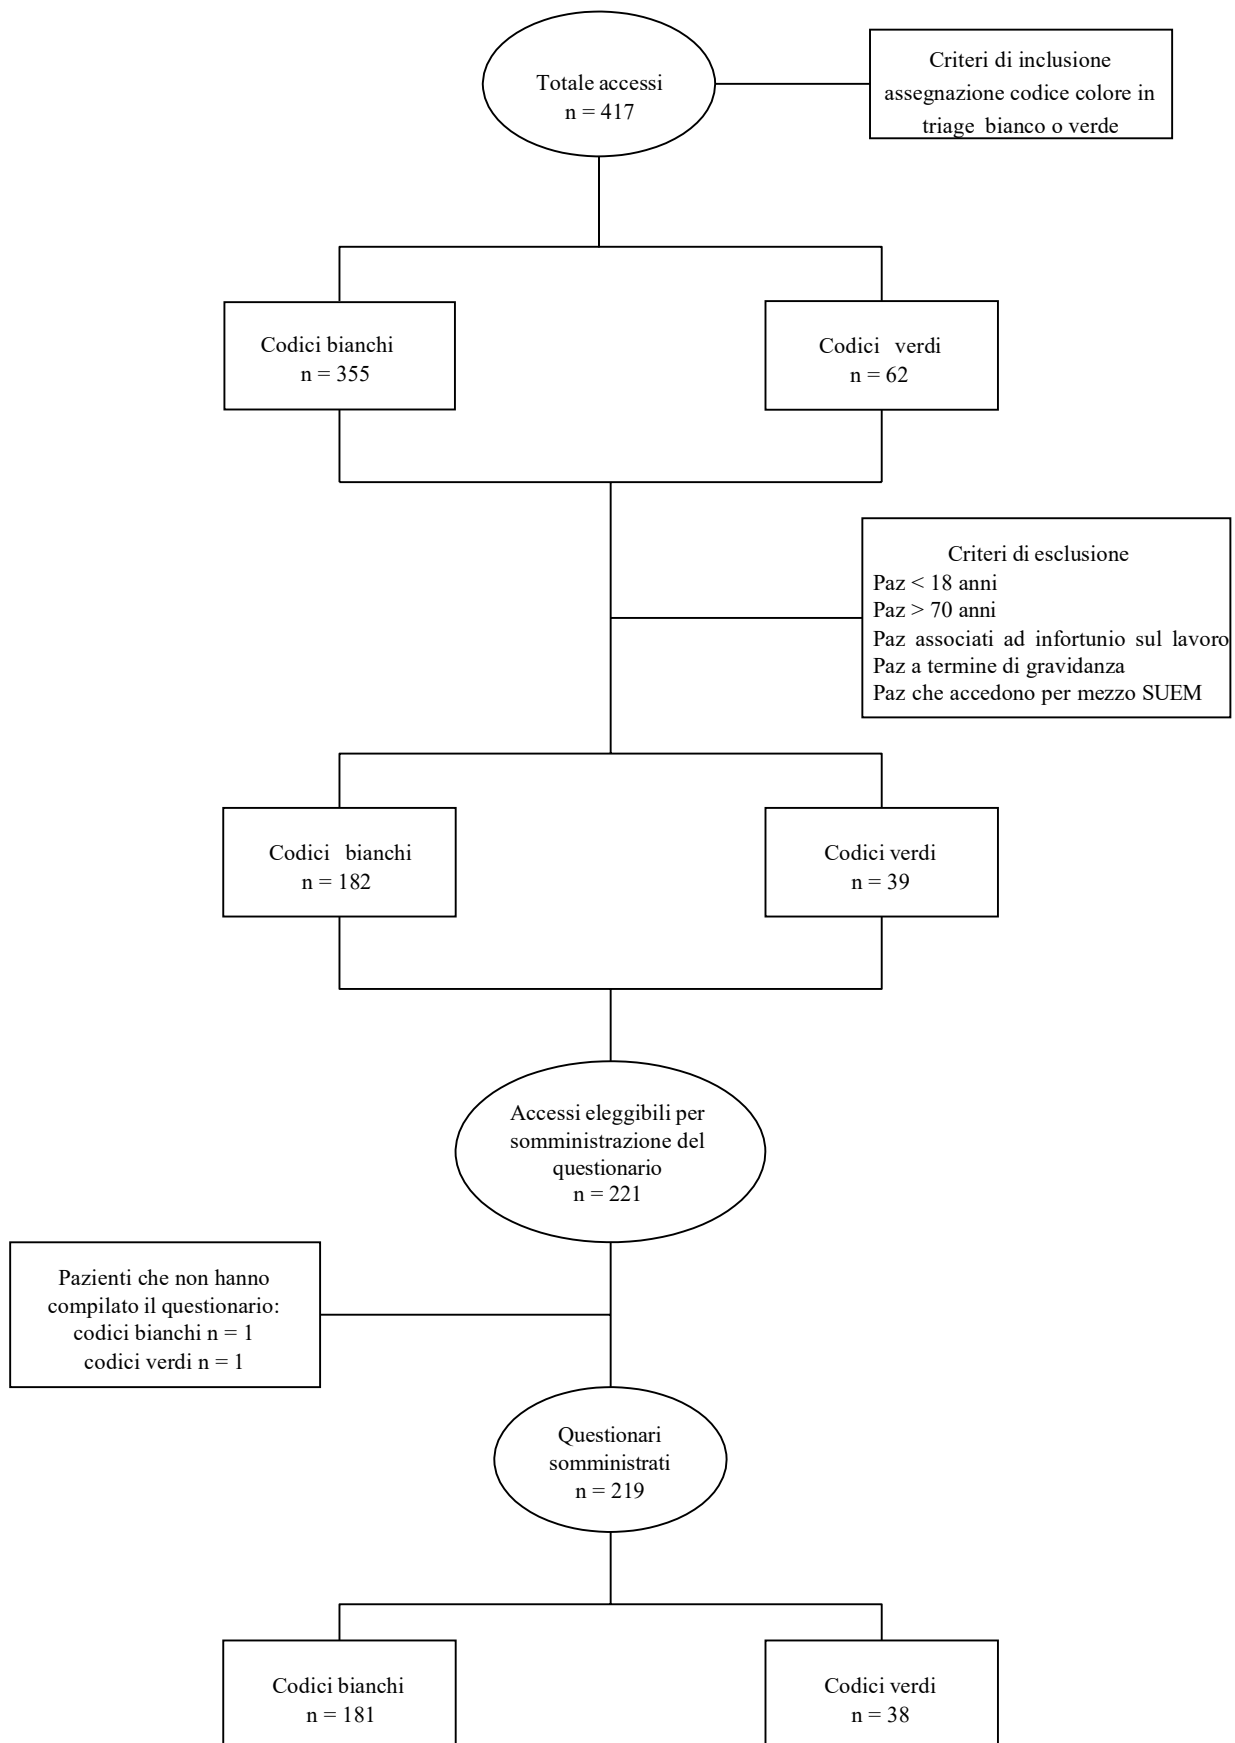 Totale accessi
n = 417
Criteri di inclusione
assegnazione codice colore in
triage bianco o verde
Codici bianchi
n = 355
Codici verdi
n = 62
Criteri di esclusione
Paz < 18 anni
Paz > 70 anni
Paz associati ad infortunio sul lavoro
Paz a termine di gravidanza
Paz che accedono per mezzo SUEM
Codici bianchi
n = 182
Codici verdi
n = 39
Accessi eleggibili per
somministrazione del
questionario
n = 221
Pazienti che non hanno
compilato il questionario:
codici bianchi n = 1
codici verdi n = 1
Questionari
somministrati
n = 219
Codici bianchi
n = 181
Codici verdi
n = 38